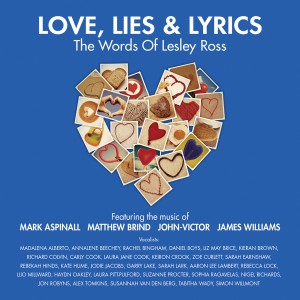 LOVE, LIES & LYRICS
The Words Of Lesley Ross
Featuring the music of
MARK ASPINALL MATTHEW BRIND JOHN-VICTOR JAMES WILLIAMS
Vocalists:
MADALENA ALBERTO, ANNALENE BEECHEY, RACHEL BINGHAM, DANIEL BOYS, LIZ MAY BRICE, KIERAN BROWN,
RICHARD COLVIN, CARLY COOK, LAURA JANE COOK, KEIRON CROOK, ZOE CURLETT, SARAH EARNSHAW,
REBEKAH HINDS, KATE HUME, JODIE JACOBS, GARRY LAKE, SARAH LARK, AARON LEE LAMBERT, REBECCA LOCK,
HAYDN OAKLEY, LAURA PITT-PULFORD, SUZANNE PROCTER, SOPHIA RAGAVELAS, NIGEL RICHARDS,
JON ROBYNS, ALEX TOMKINS, SUSANNAH VAN DEN BERG, TABITHA WADY, SIMON WILLMONT